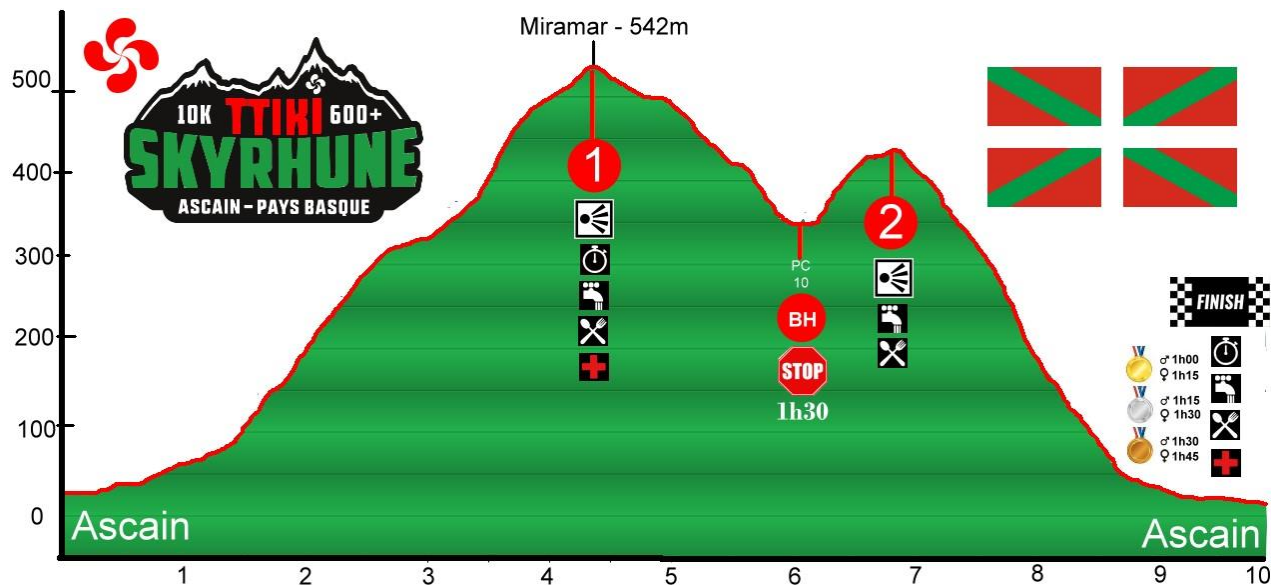 Miramar - 542m
10K TTIKI 600+
SKYRHUNE
ASCAIN - PAYS BASQUE
500
400
300
200
100
0
1
2
PC
10
BH
STOP
1h30
FINISH
♂ 1h00
♀ 1h15
♂ 1h15
♀ 1h30
♂ 1h30
♀ 1h45
Ascain
Ascain
1 2 3 4 5 6 7 8 9 10